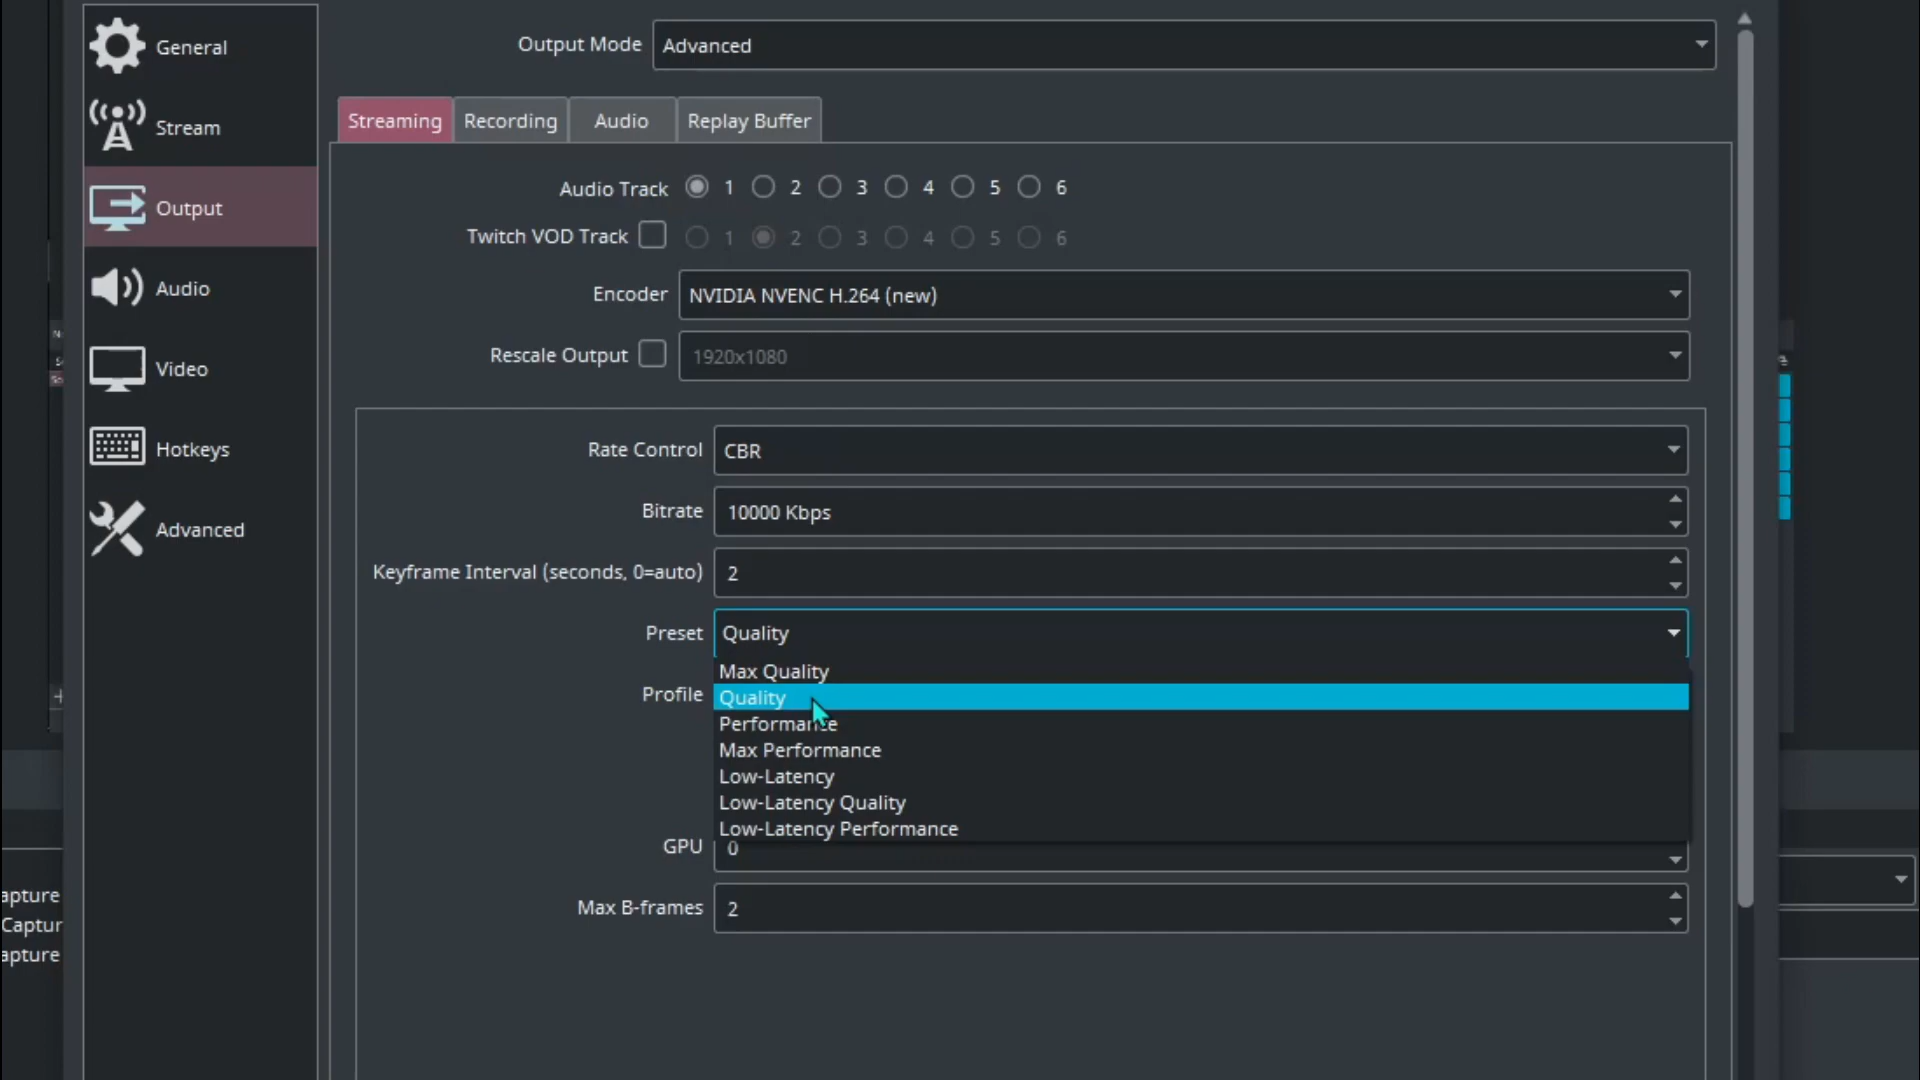 General
Stream
Output
Audio
Video
Hotkeys
Advanced
Output Mode Advanced
Streaming Recording Audio Replay Buffer
Audio Track 1 2 3 4 5 6
Twitch VOD Track 1 2 3 4 5 6
Encoder NVIDIA NVENC H.264 (new)
Rescale Output 1920x1080
Rate Control CBR
Bitrate 10000 Kbps
Keyframe Interval (seconds, 0=auto) 2
Preset Quality
Max Quality
Profile Quality
Performance
Max Performance
Low-Latency
Low-Latency Quality
Low-Latency Performance
GPU 0
Max B-frames 2
apture
Captur
apture